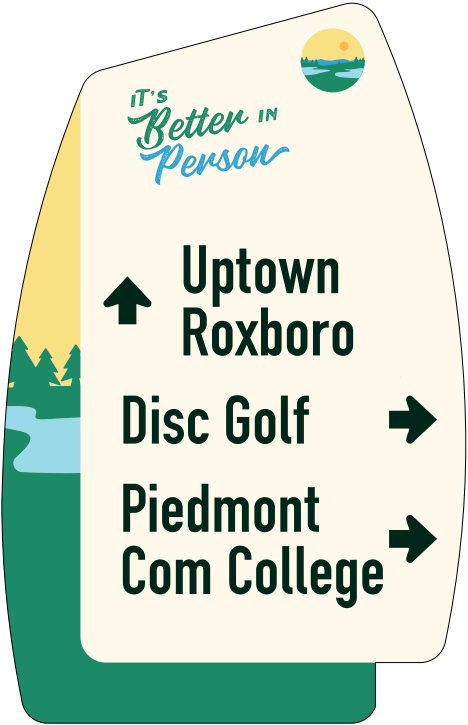 IT'S
Better IN
Person
Uptown
Roxboro
Disc Golf
Piedmont
Com College